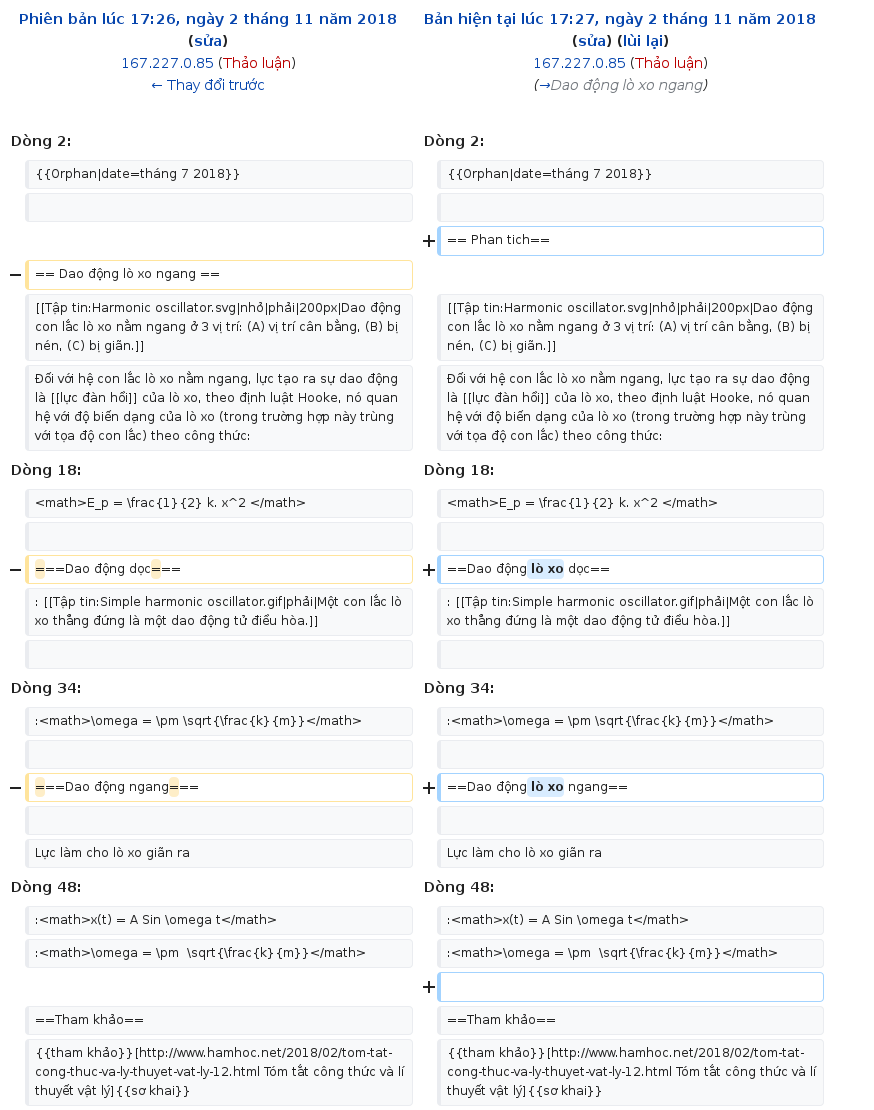 Phiên bản lúc 17:26, ngày 2 tháng 11 năm 2018
(sửa)
167.227.0.85 (Thảo luận)
← Thay đổi trước
Bản hiện tại lúc 17:27, ngày 2 tháng 11 năm 2018
(sửa) (lùi lại)
167.227.0.85 (Thảo luận)
(→Dao động lò xo ngang)
Dòng 2:
Dòng 2:
{{Orphan|date=tháng 7 2018}}
{{Orphan|date=tháng 7 2018}}
+ == Phan tich==
− == Dao động lò xo ngang ==
[[Tập tin:Harmonic oscillator.svg|nhỏ|phải|200px|Dao động
con lắc lò xo nằm ngang ở 3 vị trí: (A) vị trí cân bằng, (B) bị
nén, (C) bị giãn.]]
[[Tập tin:Harmonic oscillator.svg|nhỏ|phải|200px|Dao động
con lắc lò xo nằm ngang ở 3 vị trí: (A) vị trí cân bằng, (B) bị
nén, (C) bị giãn.]]
Đối với hệ con lắc lò xo nằm ngang, lực tạo ra sự dao động
là [[lực đàn hồi]] của lò xo, theo định luật Hooke, nó quan
hệ với độ biến dạng của lò xo (trong trường hợp này trùng
với tọa độ con lắc) theo công thức:
Đối với hệ con lắc lò xo nằm ngang, lực tạo ra sự dao động
là [[lực đàn hồi]] của lò xo, theo định luật Hooke, nó quan
hệ với độ biến dạng của lò xo (trong trường hợp này trùng
với tọa độ con lắc) theo công thức:
Dòng 18:
Dòng 18:
<math>E_p = \frac{1}{2} k. x^2 </math>
<math>E_p = \frac{1}{2} k. x^2 </math>
− ===Dao động dọc===
+ ==Dao động lò xo dọc==
: [[Tập tin:Simple harmonic oscillator.gif|phải|Một con lắc lò
xo thẳng đứng là một dao động tử điều hòa.]]
: [[Tập tin:Simple harmonic oscillator.gif|phải|Một con lắc lò
xo thẳng đứng là một dao động tử điều hòa.]]
Dòng 34:
Dòng 34:
:<math>\omega = \pm \sqrt{\frac{k}{m}}</math>
:<math>\omega = \pm \sqrt{\frac{k}{m}}</math>
− ===Dao động ngang===
+ ==Dao động lò xo ngang==
Lực làm cho lò xo giãn ra
Lực làm cho lò xo giãn ra
Dòng 48:
Dòng 48:
:<math>x(t) = A Sin \omega t</math>
:<math>x(t) = A Sin \omega t</math>
:<math>\omega = \pm  \sqrt{\frac{k}{m}}</math>
:<math>\omega = \pm  \sqrt{\frac{k}{m}}</math>
+
==Tham khảo==
==Tham khảo==
{{tham khảo}}[http://www.hamhoc.net/2018/02/tom-tat-
cong-thuc-va-ly-thuyet-vat-ly-12.html Tóm tắt công thức và lí
thuyết vật lý]{{sơ khai}}
{{tham khảo}}[http://www.hamhoc.net/2018/02/tom-tat-
cong-thuc-va-ly-thuyet-vat-ly-12.html Tóm tắt công thức và lí
thuyết vật lý]{{sơ khai}}